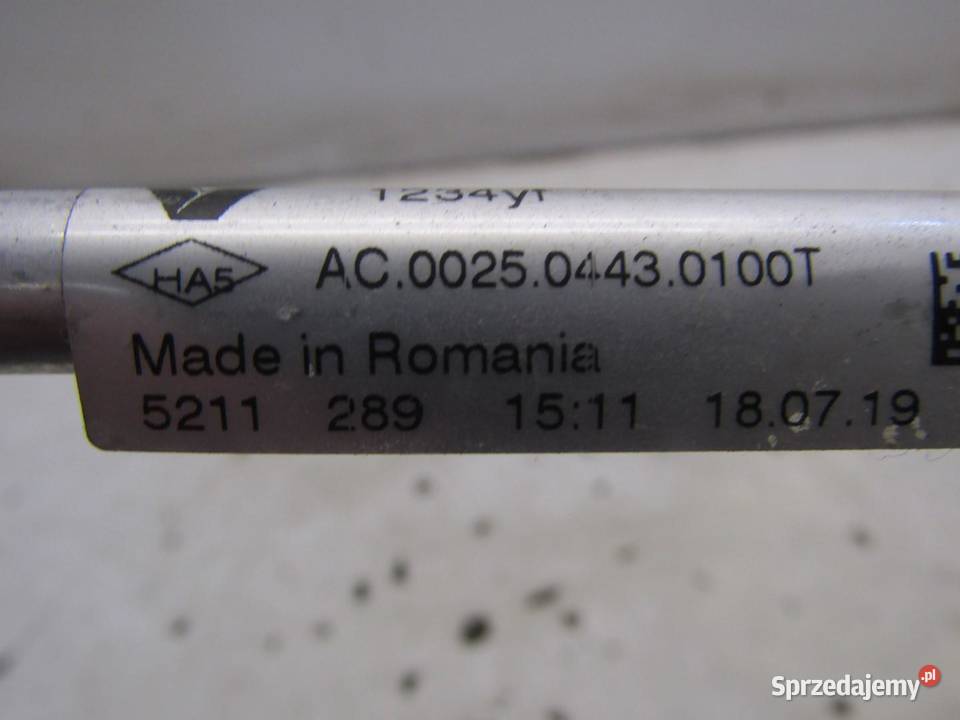 1234yf
HA5 AC.0025.0443.0100T
Made in Romania
5211 289 15:11 18.07.19
Sprzedajemy.pl